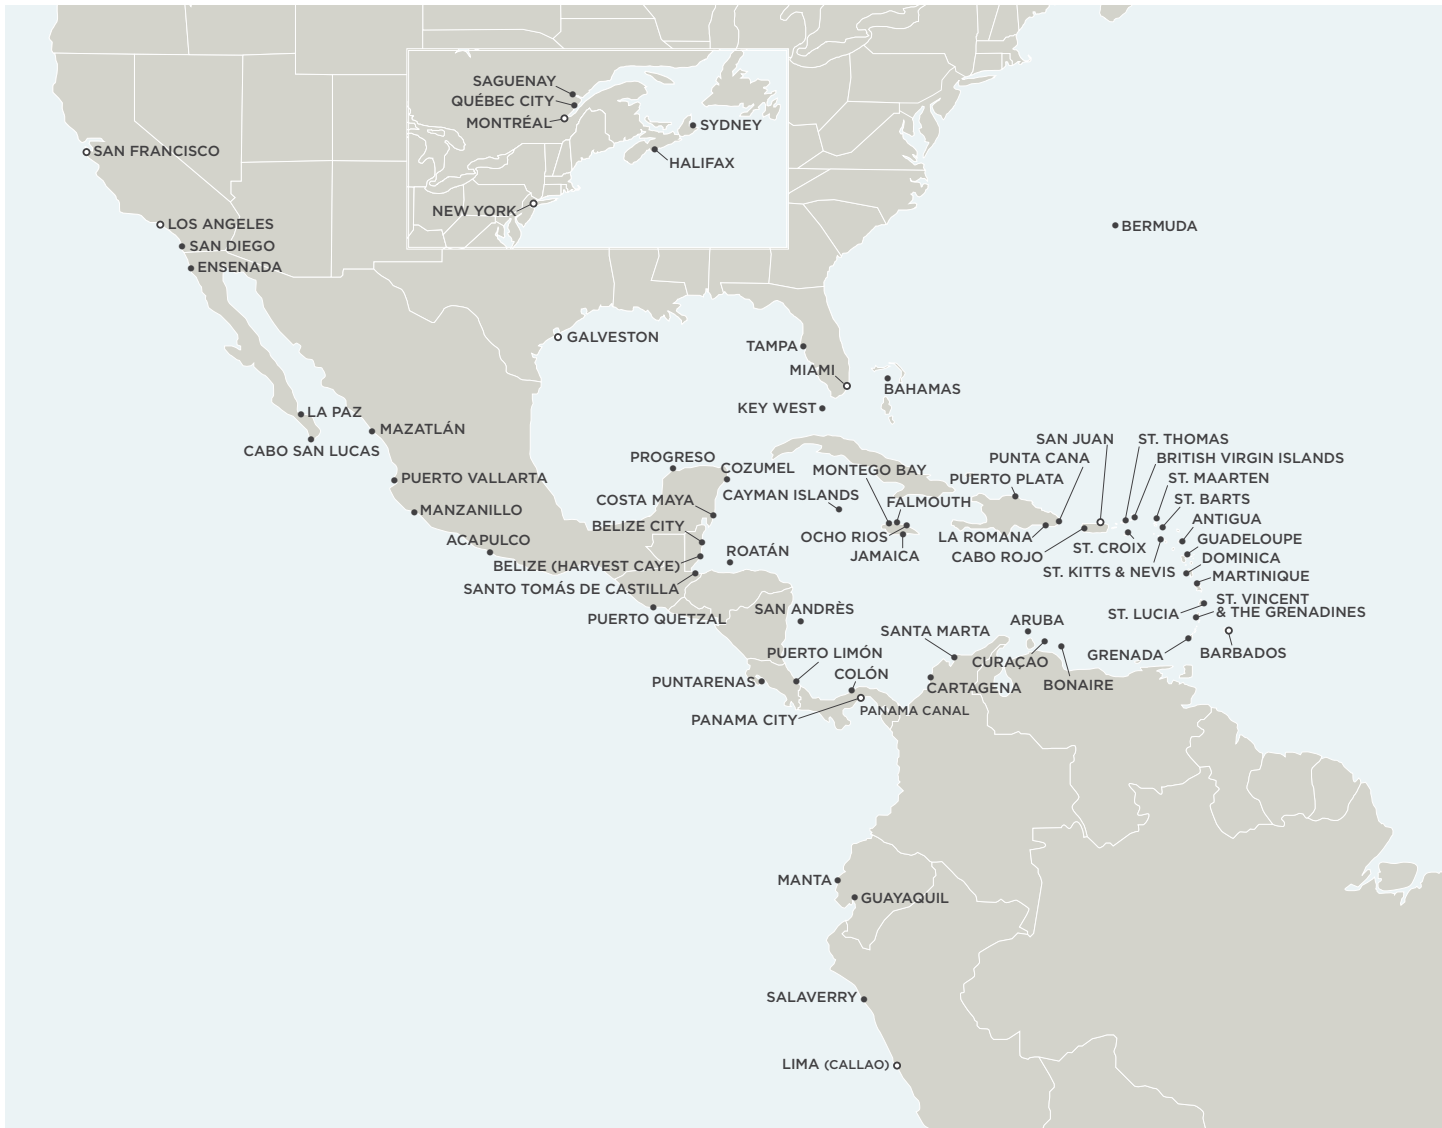 SAGUENAY
QUÉBEC CITY
MONTRÉAL
SYDNEY
SAN FRANCISCO
HALIFAX
NEW YORK
LOS ANGELES
BERMUDA
SAN DIEGO
ENSENADA
GALVESTON
TAMPA
MIAMI
BAHAMAS
KEY WEST
LA PAZ
MAZATLÁN
CABO SAN LUCAS
SAN JUAN
ST. THOMAS
PROGRESO
PUNTA CANA
BRITISH VIRGIN ISLANDS
COZUMEL
MONTEGO BAY
PUERTO VALLARTA
PUERTO PLATA
ST. MAARTEN
COSTA MAYA
CAYMAN ISLANDS
FALMOUTH
ST. BARTS
MANZANILLO
BELIZE CITY
ANTIGUA
ACAPULCO
OCHO RIOS
LA ROMANA
GUADELOUPE
ROATÁN
JAMAICA
CABO ROJO
ST. CROIX
DOMINICA
BELIZE (HARVEST CAYE)
ST. KITTS & NEVIS
MARTINIQUE
SANTO TOMÁS DE CASTILLA
ST. VINCENT
& THE GRENADINES
PUERTO QUETZAL
SAN ANDRÈS
ST. LUCIA
ARUBA
SANTA MARTA
PUERTO LIMÓN
CURAÇAO
GRENADA
BARBADOS
PUNTARENAS
COLÓN
CARTAGENA
BONAIRE
PANAMA CITY
PANAMA CANAL
MANTA
GUAYAQUIL
SALAVERRY
LIMA (CALLAO)